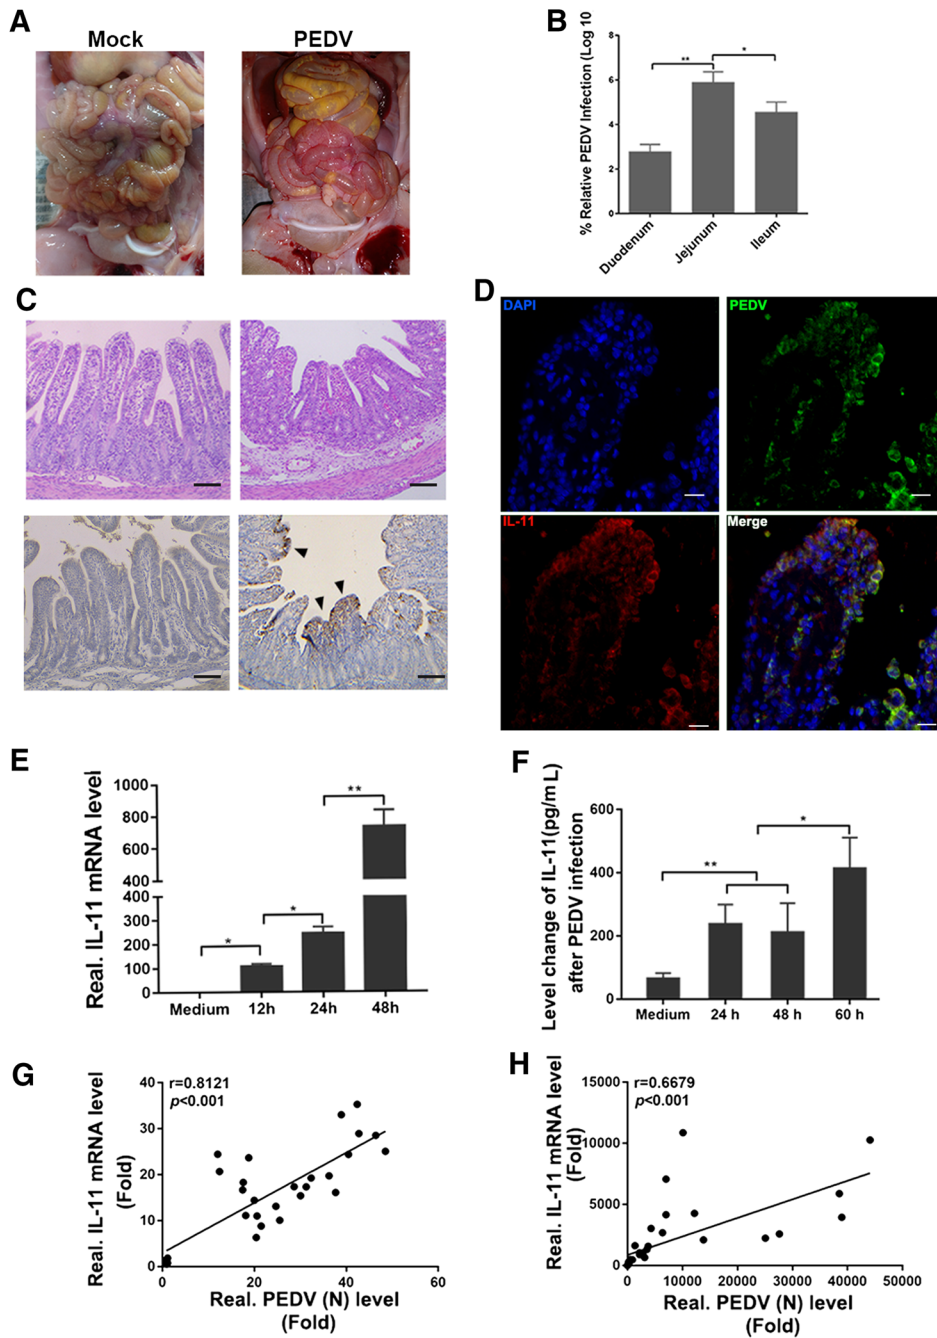 A
Mock
PEDV
B
% Relative PEDV Infection (Log 10
8
6
4
2
0
**
*
Duodenum
Jejunum
Ileum
C
D
DAPI
PEDV
IL-11
Merge
E
Real. IL-11 mRNA level
1000
800
600
400
400
300
200
100
0
*
*
**
Medium
12h
24h
48h
F
Level change of IL-11(pg/mL)
after PEDV infection
600
400
200
0
**
*
Medium
24 h
48 h
60 h
G
Real. IL-11 mRNA level
(Fold)
r=0.8121
p<0.001
40
30
20
10
0
0
20
40
60
Real. PEDV (N) level
(Fold)
H
Real. IL-11 mRNA level
(Fold)
r=0.6679
p<0.001
15000
10000
5000
0
0
10000
20000
30000
40000
50000
Real. PEDV (N) level
(Fold)